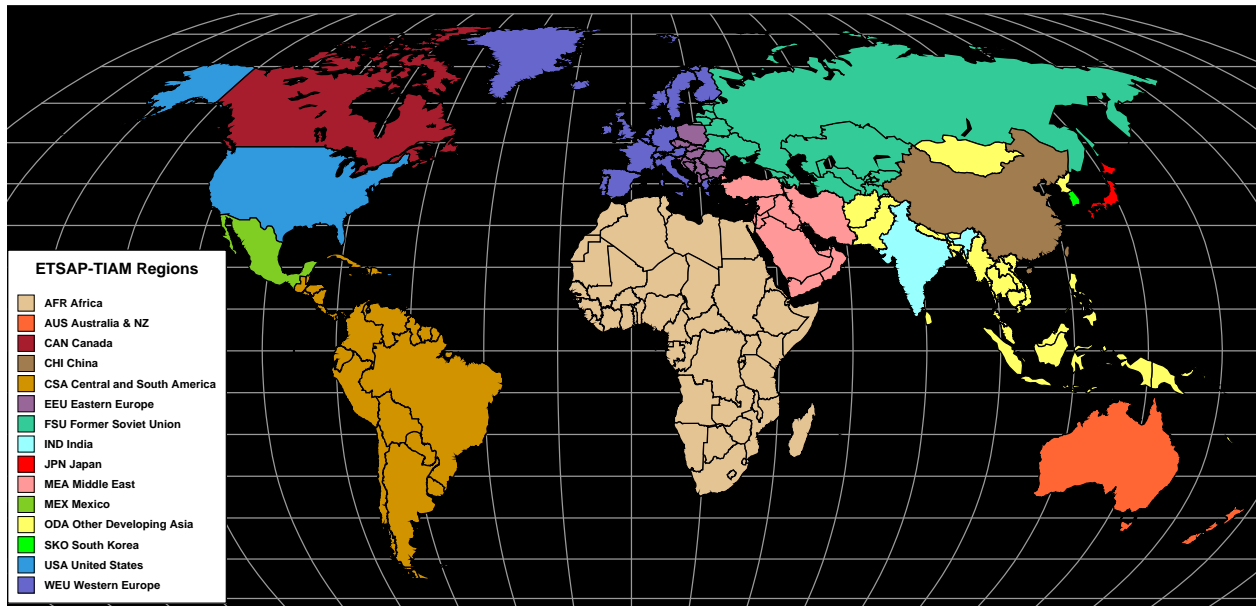 ETSAP-TIAM Regions
AFR Africa
AUS Australia & NZ
CAN Canada
CHI China
CSA Central and South America
EEU Eastern Europe
FSU Former Soviet Union
IND India
JPN Japan
MEA Middle East
MEX Mexico
ODA Other Developing Asia
SKO South Korea
USA United States
WEU Western Europe